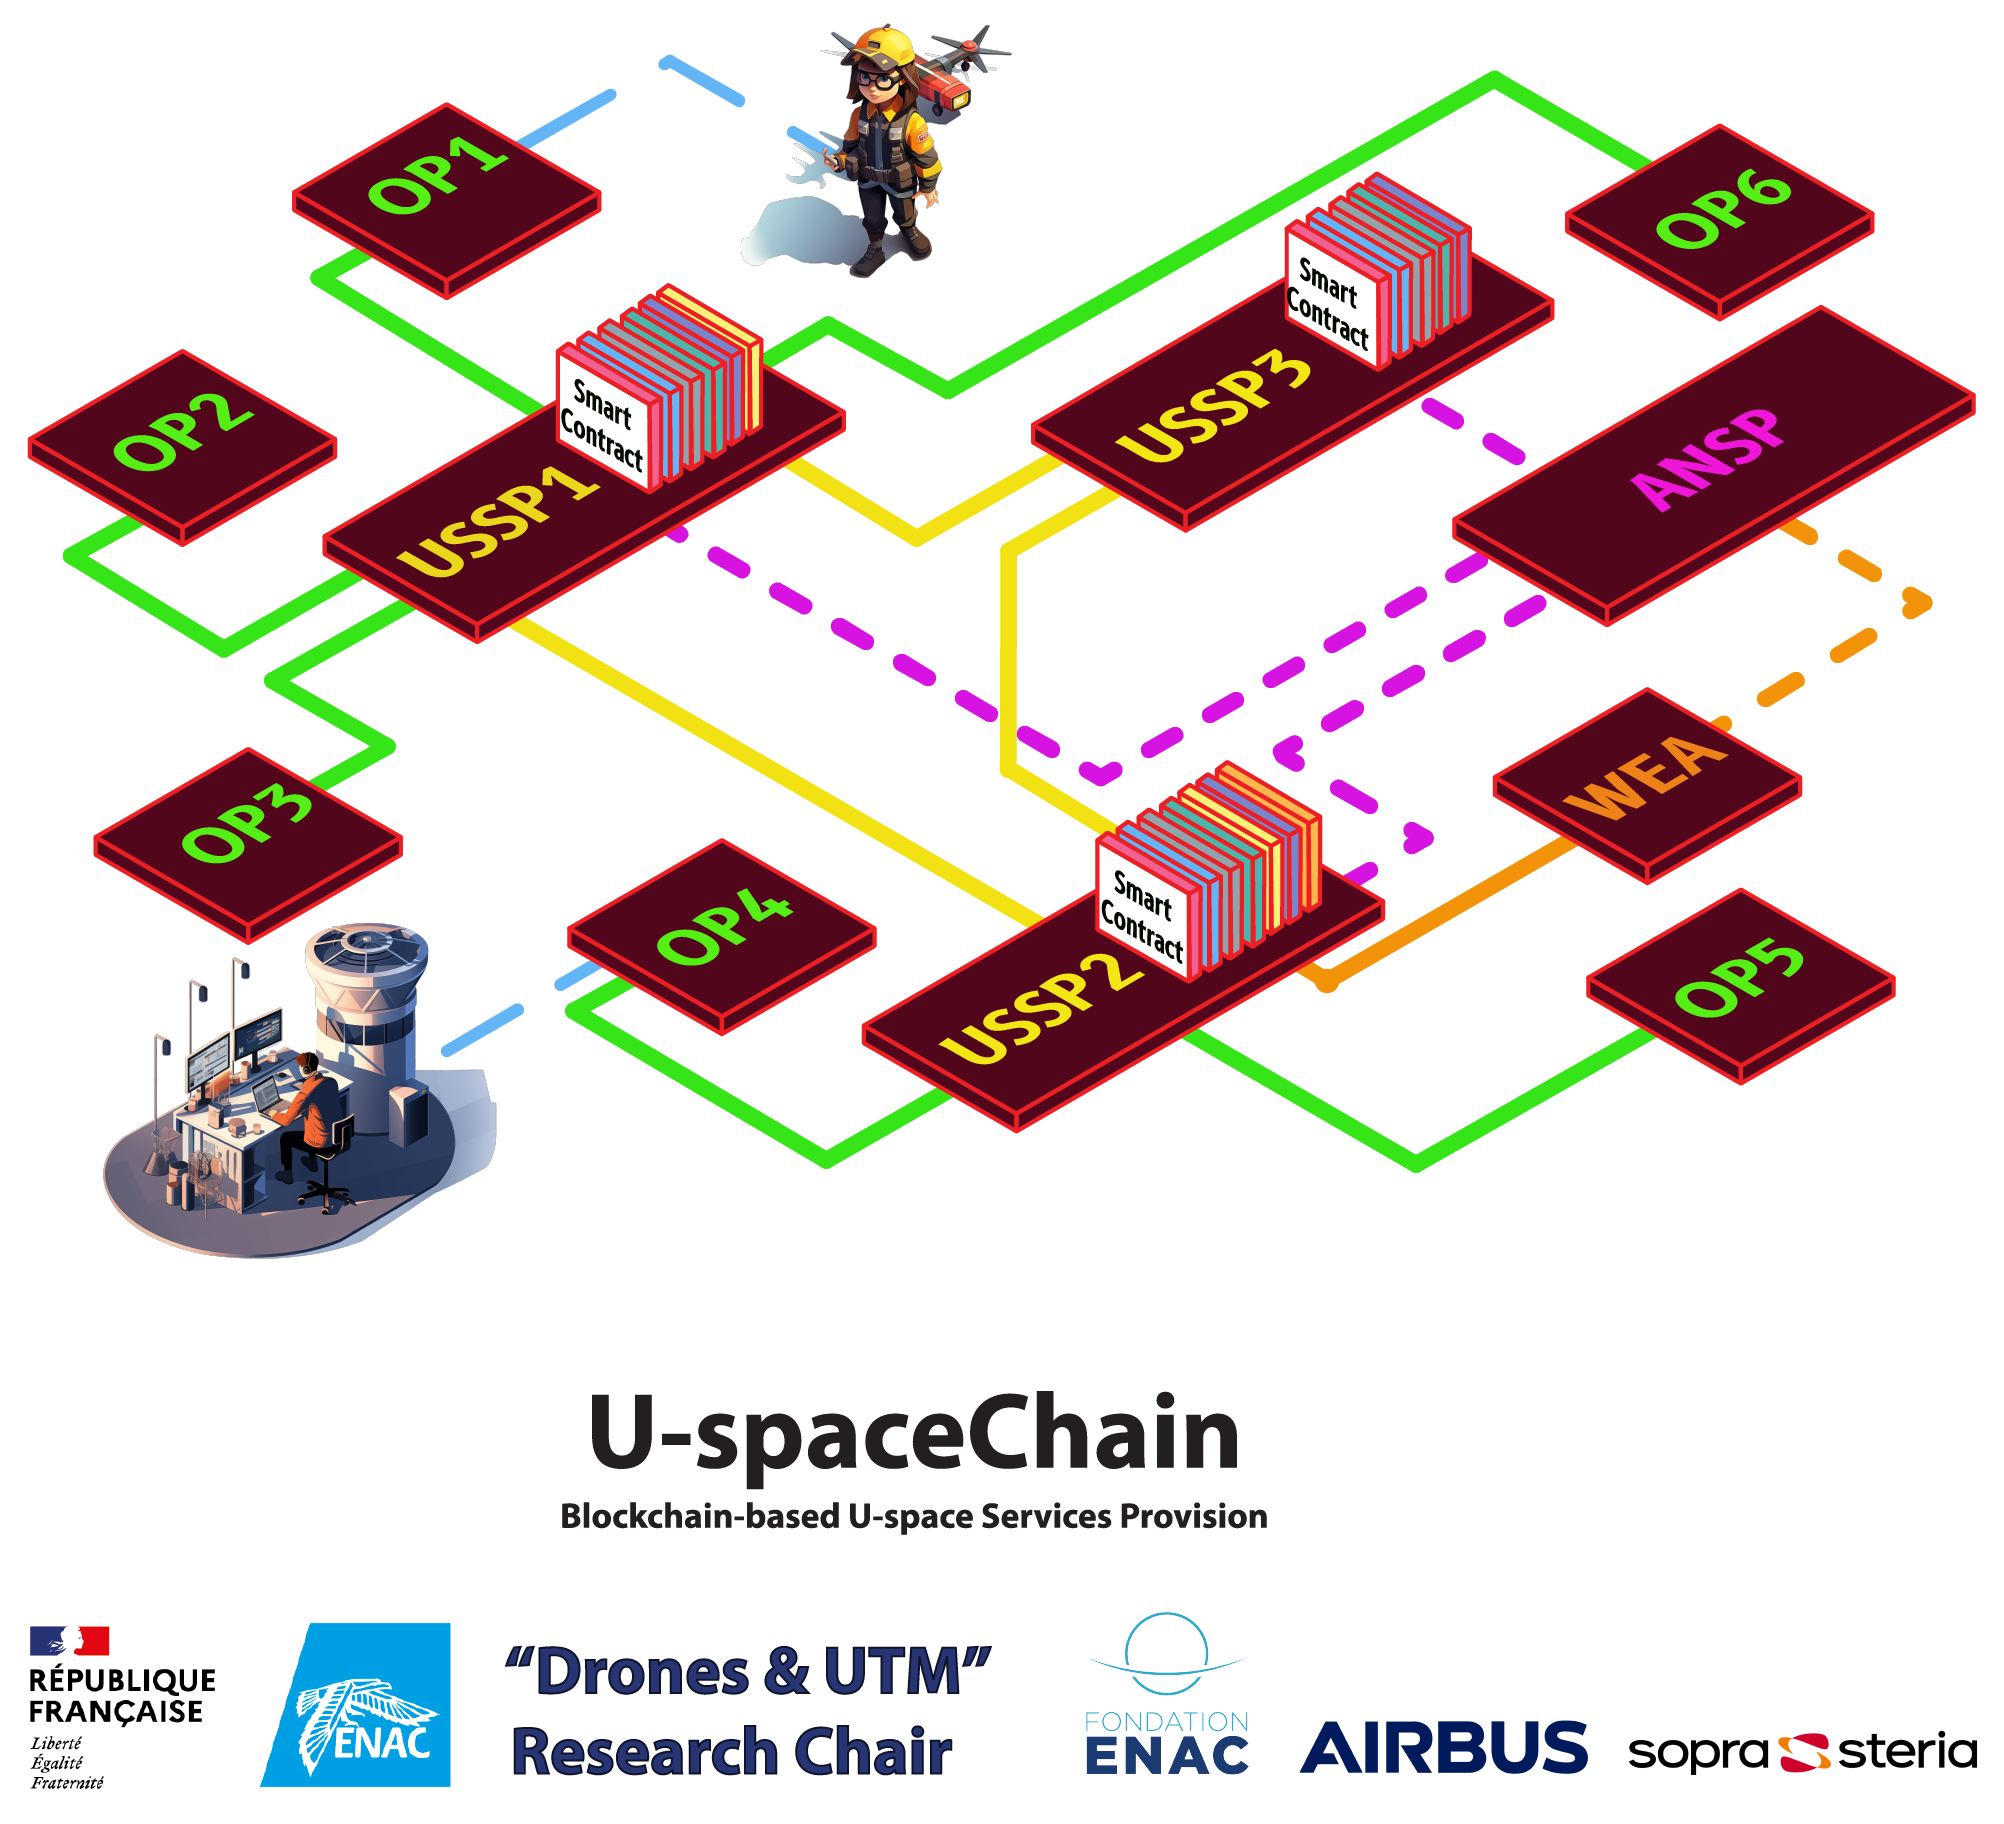 OP1
OP6
Smart
Contract
USSP3
Smart
Contract
OP2
USSP1
ANSP
WEA
OP3
OP4
Smart
Contract
USSP2
OP5
U-spaceChain
Blockchain-based U-space Services Provision
RÉPUBLIQUE
FRANÇAISE
Liberté
Égalité
Fraternité
ENAC
“Drones & UTM”
Research Chair
FONDATION
ENAC
AIRBUS
sopra steria